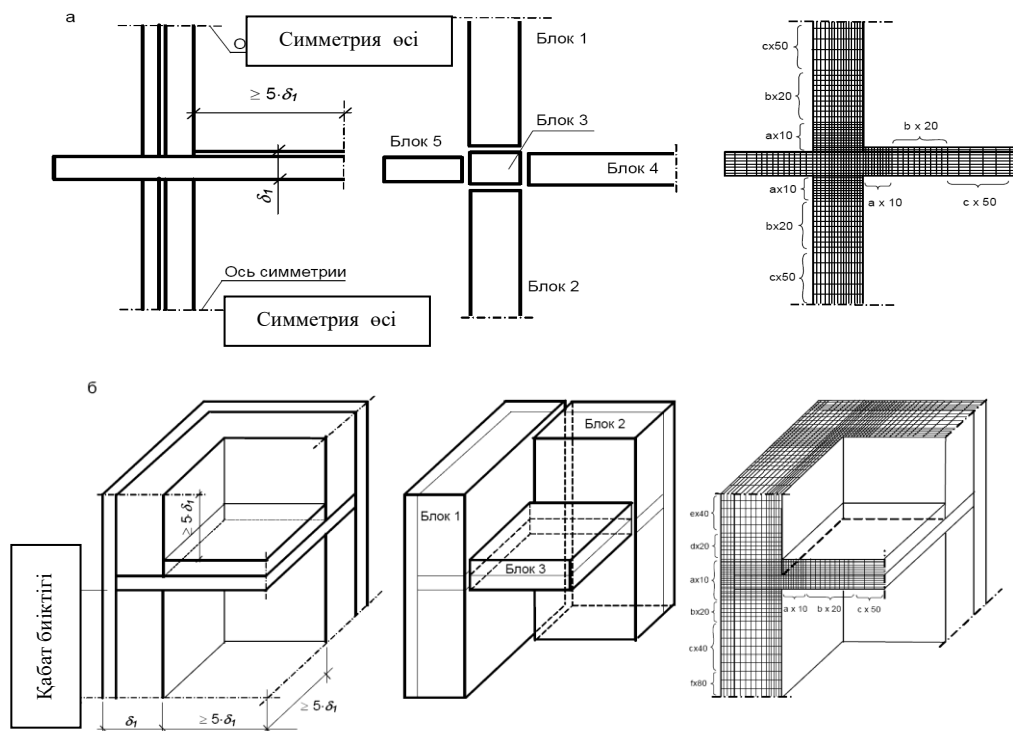 а
О
Симметрия өсі
≥ 5·δ₁
δ₁
Ось симметрии
Симметрия өсі
Блок 1
Блок 3
Блок 5
Блок 4
Блок 2
cx50
bx20
ax10
b x 20
a x 10
c x 50
ax10
bx20
cx50
б
Қабат биіктігі
≥ 5·δ₁
δ₁
≥ 5·δ₁
≥ 5·δ₁
Блок 2
Блок 1
Блок 3
ex40
dx20
ax10
bx20
cx40
fx80
a x 10
b x 20
c x 50